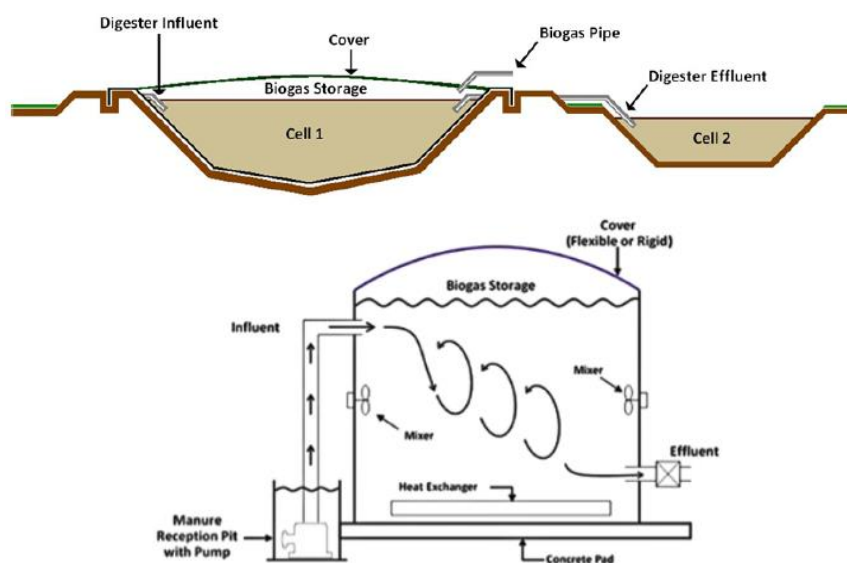 Digester Influent
Cover
Biogas Pipe
Biogas Storage
Digester Effluent
Cell 1
Cell 2
Cover
(Flexible or Rigid)
Biogas Storage
Influent
Mixer
Mixer
Effluent
Heat Exchanger
Manure
Reception Pit
with Pump
Concrete Pad